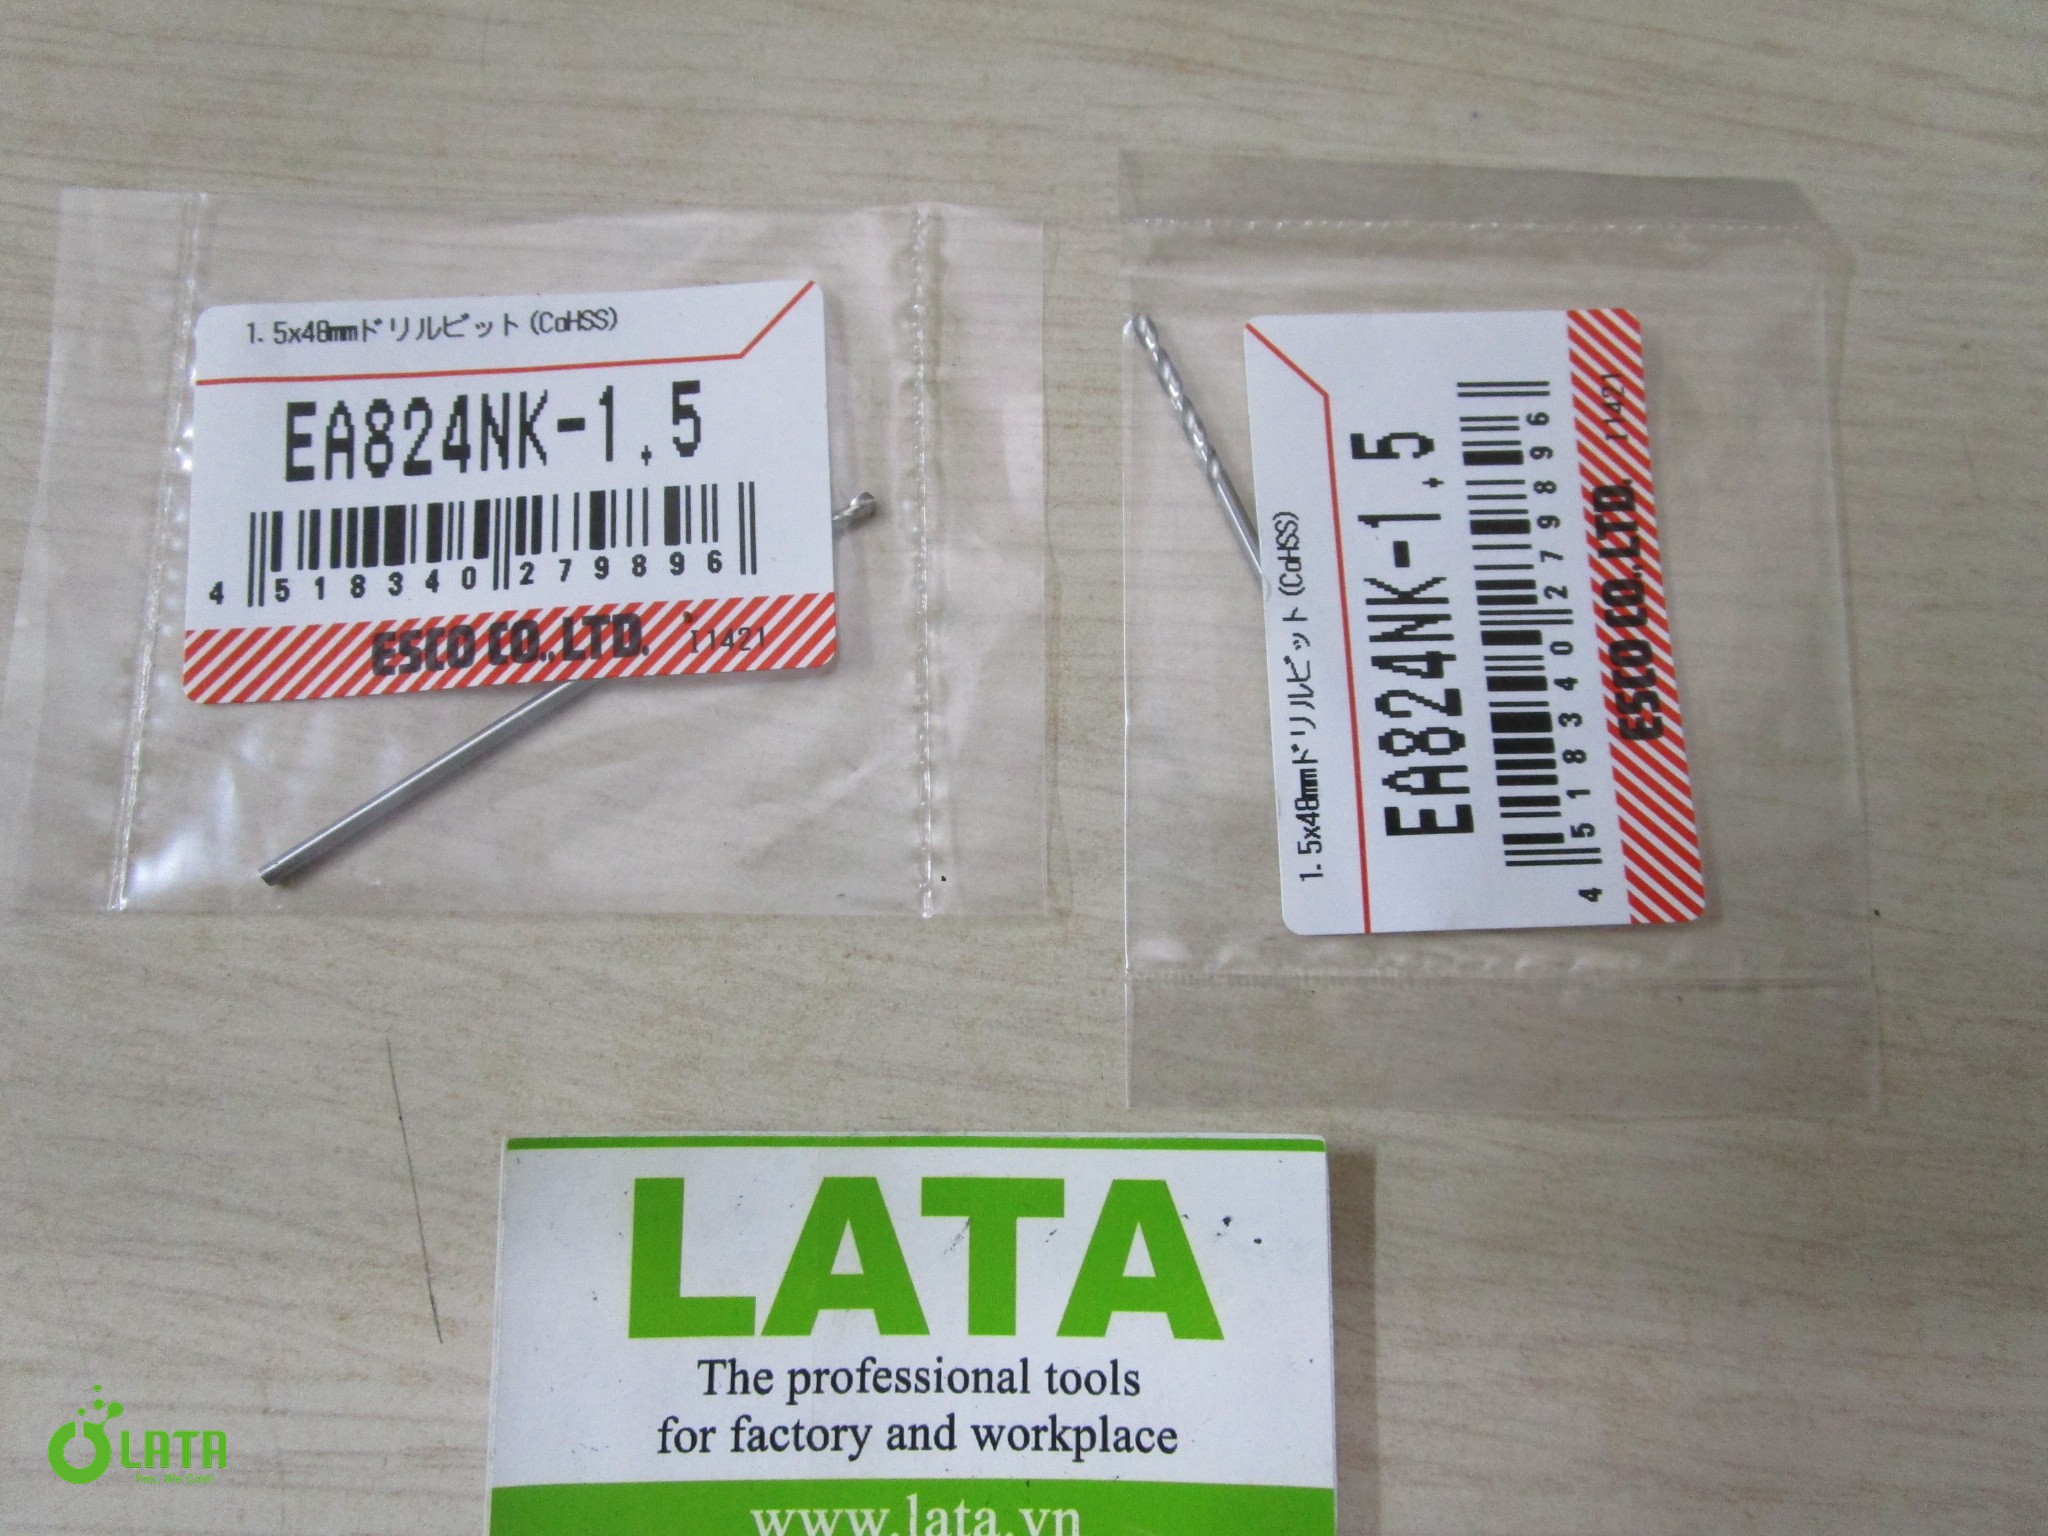 1.5x48mmドリルビット(CoHSS)
EA824NK-1.5
4 518340 279896
ESCO CO.,LTD. I1421
1.5x48mmドリルビット(CoHSS)
EA824NK-1.5
4 518340 279896
ESCO CO.,LTD. I1421
LATA
The professional tools
for factory and workplace
www.lata.vn
LATA